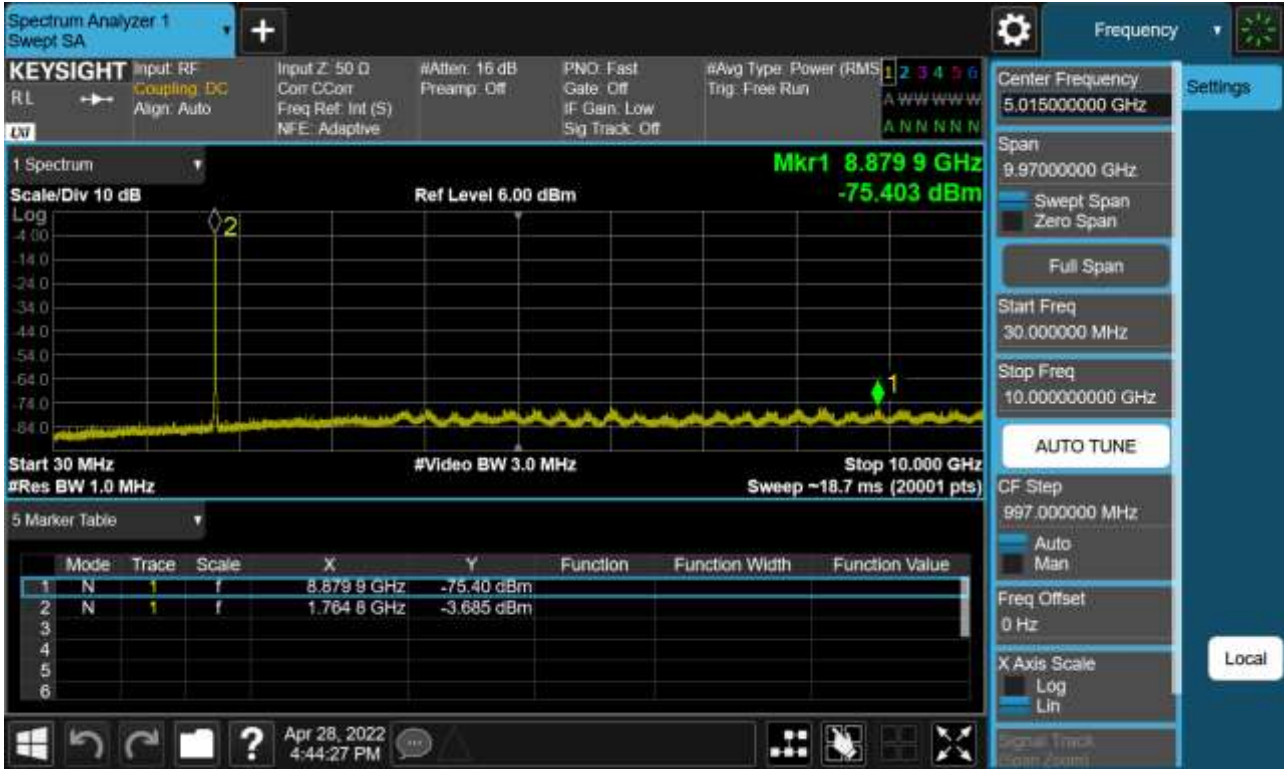 Spectrum Analyzer 1
Swept SA
+
Frequency
KEYSIGHT
RL
LXI
Input: RF
Coupling: DC
Align: Auto
Input Z: 50 Ω
Corr CCorr
Freq Ref: Int (S)
NFE: Adaptive
#Atten: 16 dB
Preamp: Off
PNO: Fast
Gate: Off
IF Gain: Low
Sig Track: Off
#Avg Type: Power (RMS
Trig: Free Run
1 2 3 4 5 6
A W W W W W
A N N N N N
1 Spectrum
Mkr1 8.879 9 GHz
-75.403 dBm
Scale/Div 10 dB
Ref Level 6.00 dBm
Log
-4.00
-14.0
-24.0
-34.0
-44.0
-54.0
-64.0
-74.0
-84.0
2
1
Start 30 MHz
#Video BW 3.0 MHz
Stop 10.000 GHz
#Res BW 1.0 MHz
Sweep ~18.7 ms (20001 pts)
5 Marker Table
Mode Trace Scale X Y Function Function Width Function Value
1 N 1 f 8.879 9 GHz -75.40 dBm
2 N 1 f 1.764 8 GHz -3.685 dBm
3
4
5
6
?
Apr 28, 2022
4:44:27 PM
Center Frequency
5.015000000 GHz
Settings
Span
9.97000000 GHz
Swept Span
Zero Span
Full Span
Start Freq
30.000000 MHz
Stop Freq
10.000000000 GHz
AUTO TUNE
CF Step
997.000000 MHz
Auto
Man
Freq Offset
0 Hz
X Axis Scale
Log
Lin
Local
Signal Track
(Span Zoom)